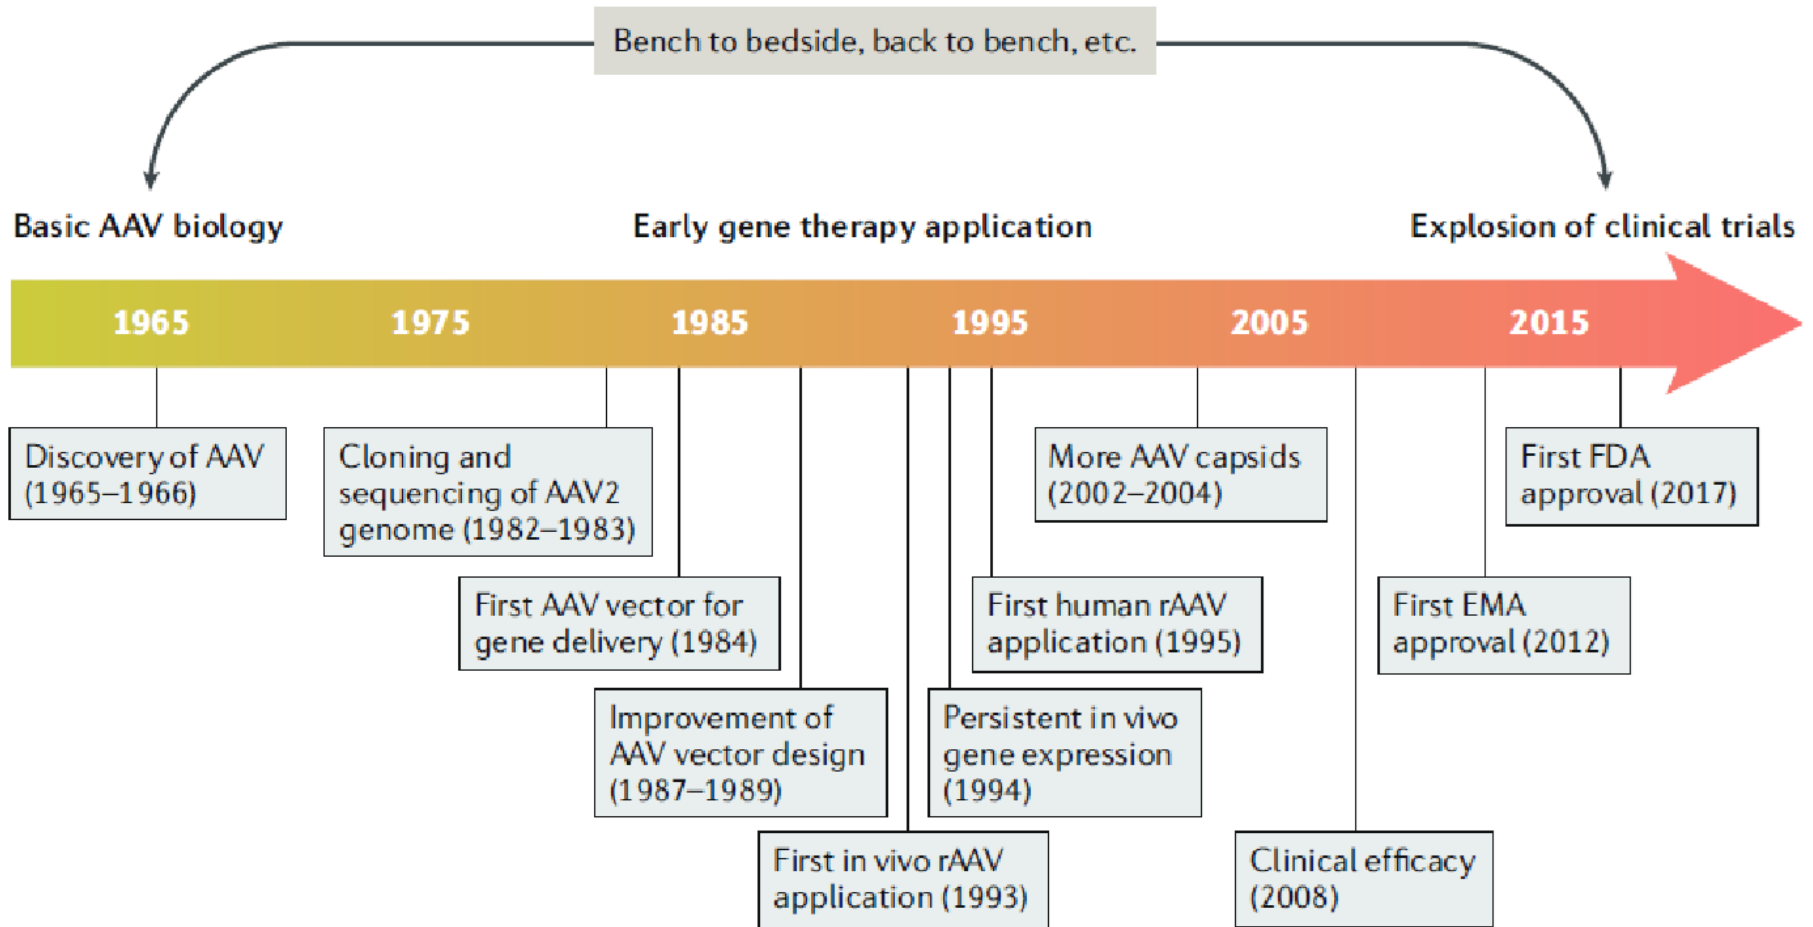 Bench to bedside, back to bench, etc.
Basic AAV biology
Early gene therapy application
Explosion of clinical trials
1965
1975
1985
1995
2005
2015
Discovery of AAV
(1965–1966)
Cloning and
sequencing of AAV2
genome (1982–1983)
More AAV capsids
(2002–2004)
First FDA
approval (2017)
First AAV vector for
gene delivery (1984)
First human rAAV
application (1995)
First EMA
approval (2012)
Improvement of
AAV vector design
(1987–1989)
Persistent in vivo
gene expression
(1994)
First in vivo rAAV
application (1993)
Clinical efficacy
(2008)